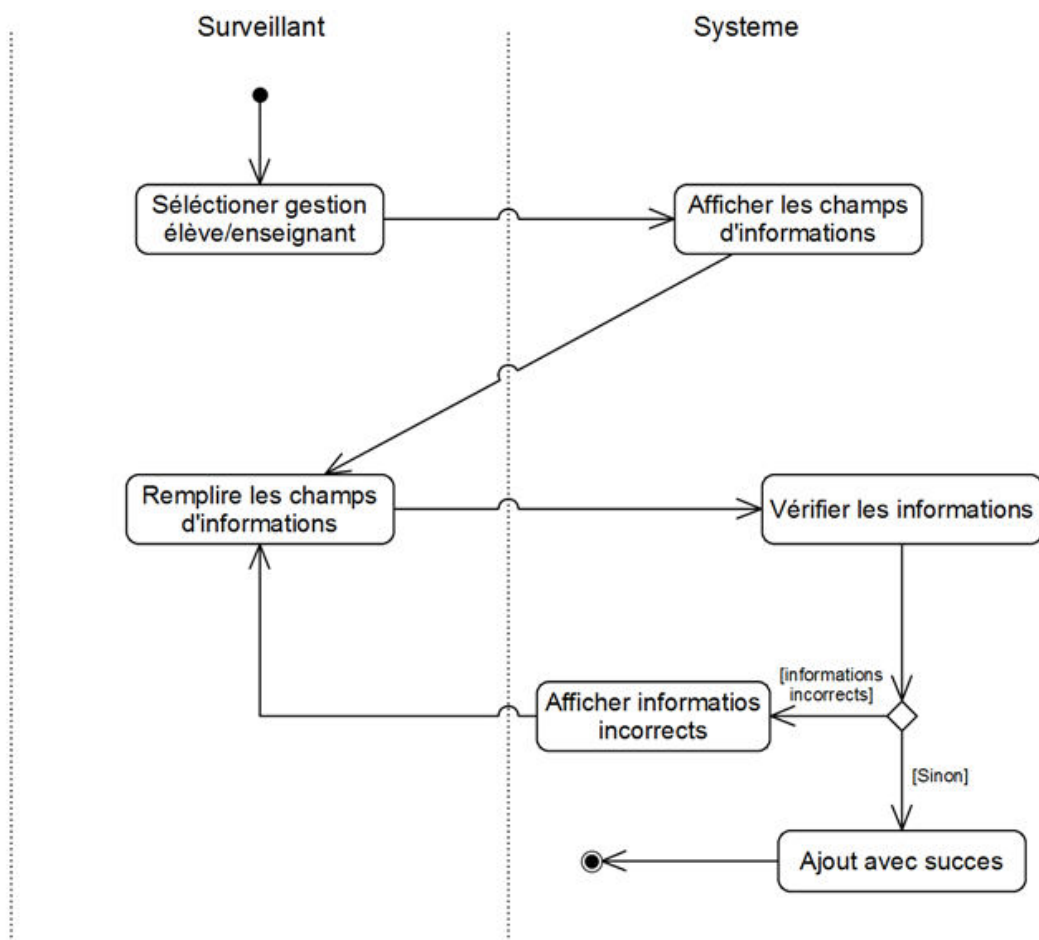 Surveillant
Systeme
Séléctioner gestion
élève/enseignant
Afficher les champs
d'informations
Remplire les champs
d'informations
Vérifier les informations
[informations
incorrects]
Afficher informatios
incorrects
[Sinon]
Ajout avec succes